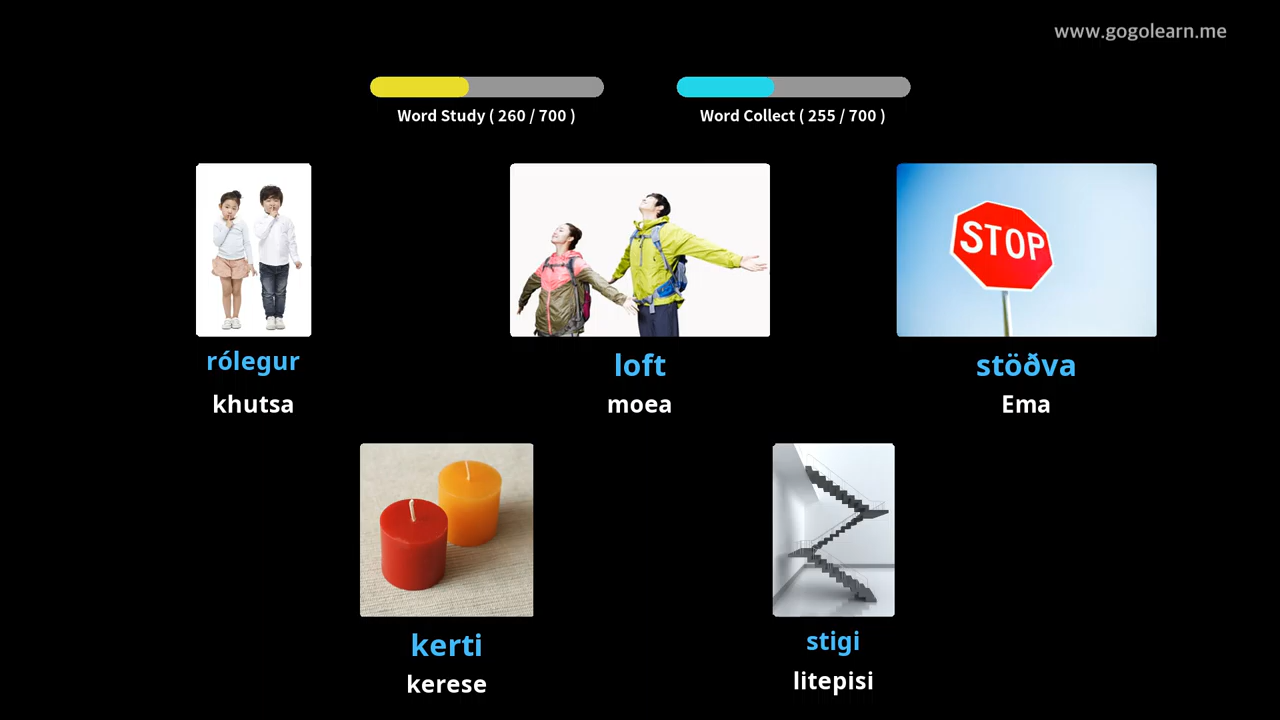 www.gogolearn.me
Word Study ( 260 / 700 )
Word Collect ( 255 / 700 )
STOP
rólegur
khutsa
loft
moea
stöðva
Ema
kerti
kerese
stigi
litepisi